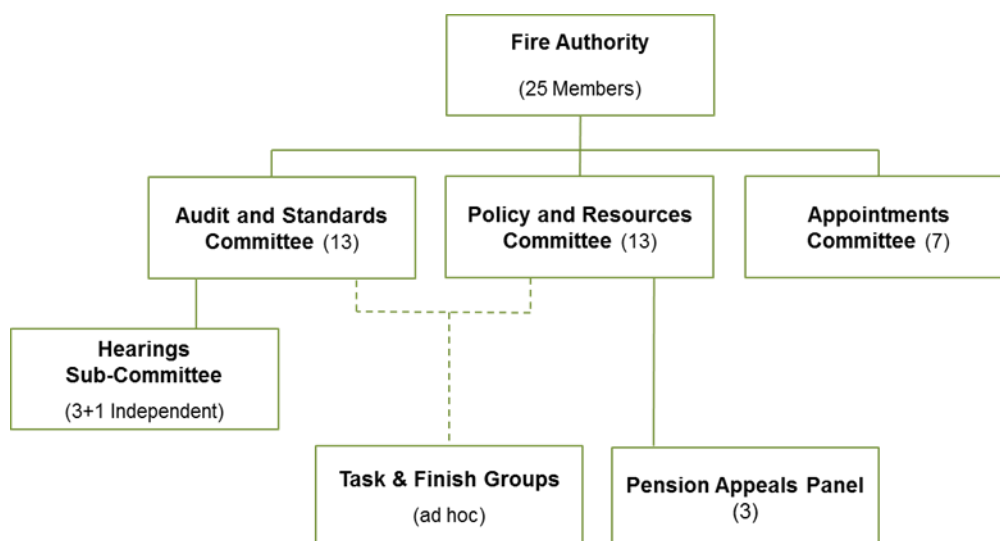 Fire Authority
(25 Members)
Audit and Standards
Committee (13)
Policy and Resources
Committee (13)
Appointments
Committee (7)
Hearings
Sub-Committee
(3+1 Independent)
Task & Finish Groups
(ad hoc)
Pension Appeals Panel
(3)